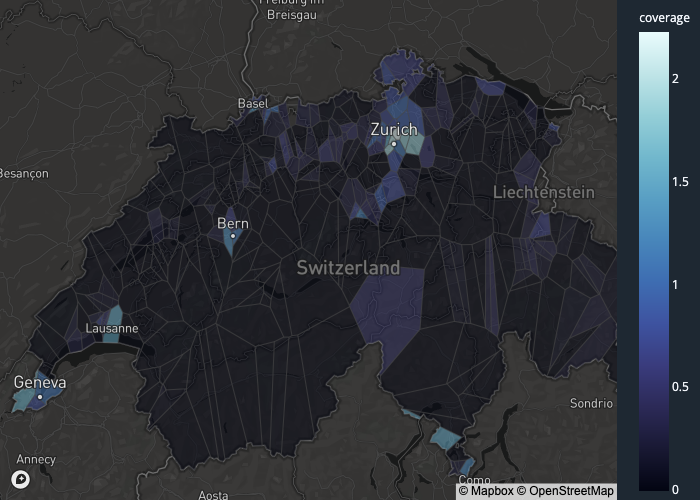 Freiburg im
Breisgau
coverage
2
Basel
Zurich
Besançon
1.5
Liechtenstein
Bern
Switzerland
1
Lausanne
Geneva
0.5
Sondrio
Annecy
Como
Aosta
© Mapbox © OpenStreetMap
0